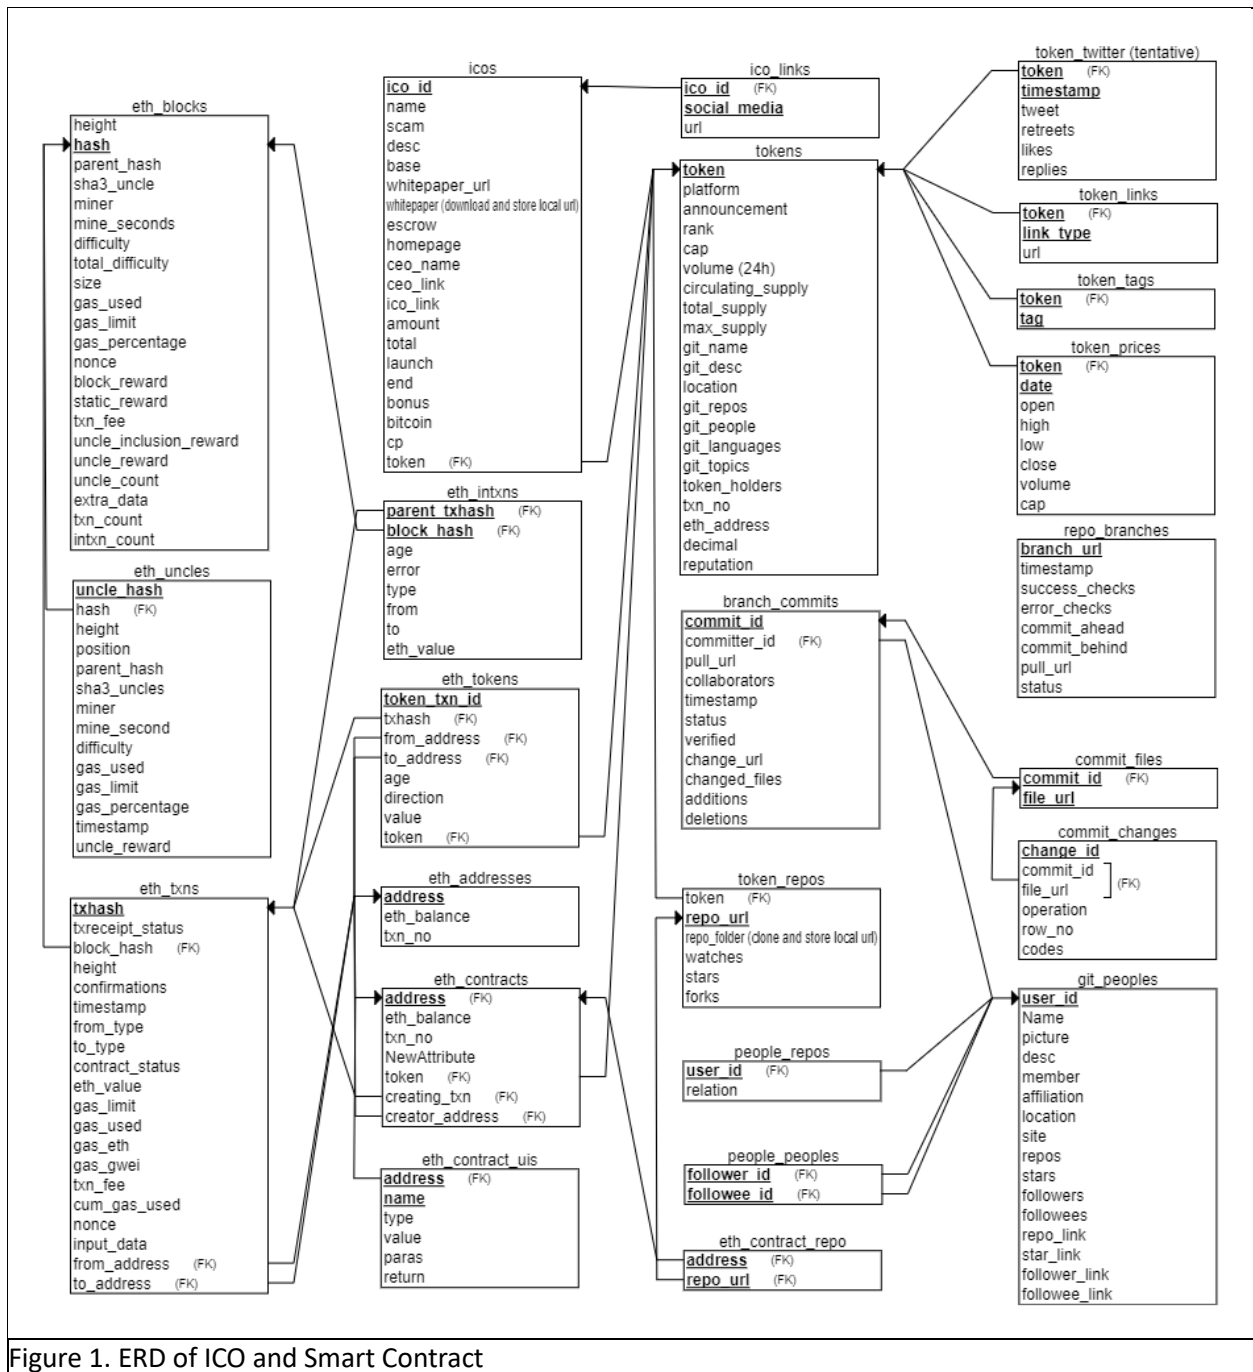 eth_blocks
height
hash
parent_hash
sha3_uncle
miner
mine_seconds
difficulty
total_difficulty
size
gas_used
gas_limit
gas_percentage
nonce
block_reward
static_reward
txn_fee
uncle_inclusion_reward
uncle_reward
uncle_count
extra_data
txn_count
intxn_count
eth_uncles
uncle_hash
hash (FK)
height
position
parent_hash
sha3_uncles
miner
mine_second
difficulty
gas_used
gas_limit
gas_percentage
timestamp
uncle_reward
eth_txns
txhash
txreceipt_status
block_hash (FK)
height
confirmations
timestamp
from_type
to_type
contract_status
eth_value
gas_limit
gas_used
gas_eth
gas_gwei
txn_fee
cum_gas_used
nonce
input_data
from_address (FK)
to_address (FK)
icos
ico_id
name
scam
desc
base
whitepaper_url
whitepaper (download and store local url)
escrow
homepage
ceo_name
ceo_link
ico_link
amount
total
launch
end
bonus
bitcoin
cp
token (FK)
eth_intxns
parent_txhash (FK)
block_hash (FK)
age
error
type
from
to
eth_value
eth_tokens
token_txn_id
txhash (FK)
from_address (FK)
to_address (FK)
age
direction
value
token (FK)
eth_addresses
address
eth_balance
txn_no
eth_contracts
address (FK)
eth_balance
txn_no
NewAttribute
token (FK)
creating_txn (FK)
creator_address (FK)
eth_contract_uis
address (FK)
name
type
value
paras
return
ico_links
ico_id (FK)
social_media
url
tokens
token
platform
announcement
rank
cap
volume (24h)
circulating_supply
total_supply
max_supply
git_name
git_desc
location
git_repos
git_people
git_languages
git_topics
token_holders
txn_no
eth_address
decimal
reputation
branch_commits
commit_id
committer_id (FK)
pull_url
collaborators
timestamp
status
verified
change_url
changed_files
additions
deletions
token_repos
token (FK)
repo_url
repo_folder (clone and store local url)
watches
stars
forks
people_repos
user_id (FK)
relation
people_peoples
follower_id (FK)
followee_id (FK)
eth_contract_repo
address (FK)
repo_url (FK)
token_twitter (tentative)
token (FK)
timestamp
tweet
retreets
likes
replies
token_links
token (FK)
link_type
url
token_tags
token (FK)
tag
token_prices
token (FK)
date
open
high
low
close
volume
cap
repo_branches
branch_url
timestamp
success_checks
error_checks
commit_ahead
commit_behind
pull_url
status
commit_files
commit_id (FK)
file_url
commit_changes
change_id
commit_id
file_url (FK)
operation
row_no
codes
git_peoples
user_id
Name
picture
desc
member
affiliation
location
site
repos
stars
followers
followees
repo_link
star_link
follower_link
followee_link
Figure 1. ERD of ICO and Smart Contract